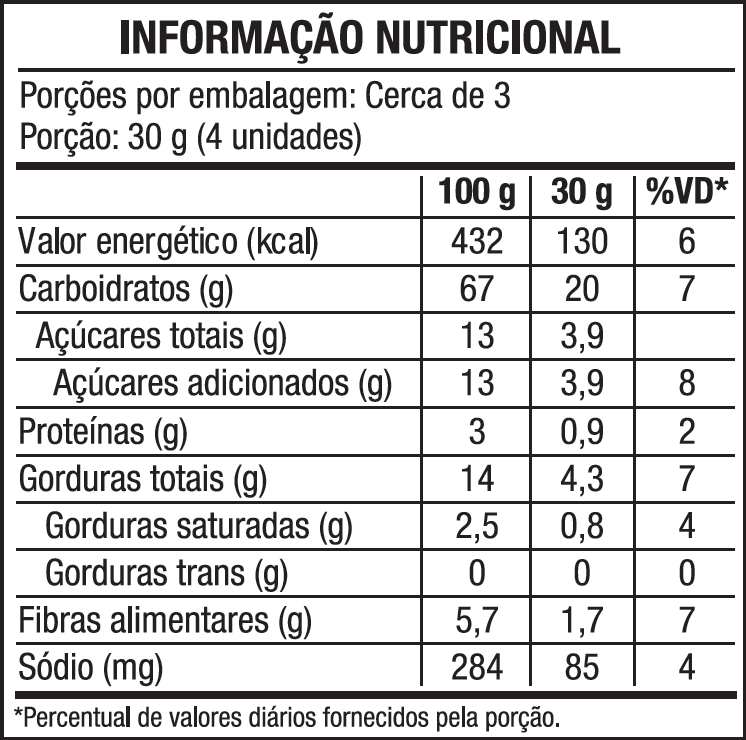 INFORMAÇÃO NUTRICIONAL
Porções por embalagem: Cerca de 3
Porção: 30 g (4 unidades)
100 g 30 g %VD*
Valor energético (kcal) 432 130 6
Carboidratos (g) 67 20 7
Açúcares totais (g) 13 3,9
Açúcares adicionados (g) 13 3,9 8
Proteínas (g) 3 0,9 2
Gorduras totais (g) 14 4,3 7
Gorduras saturadas (g) 2,5 0,8 4
Gorduras trans (g) 0 0 0
Fibras alimentares (g) 5,7 1,7 7
Sódio (mg) 284 85 4
*Percentual de valores diários fornecidos pela porção.